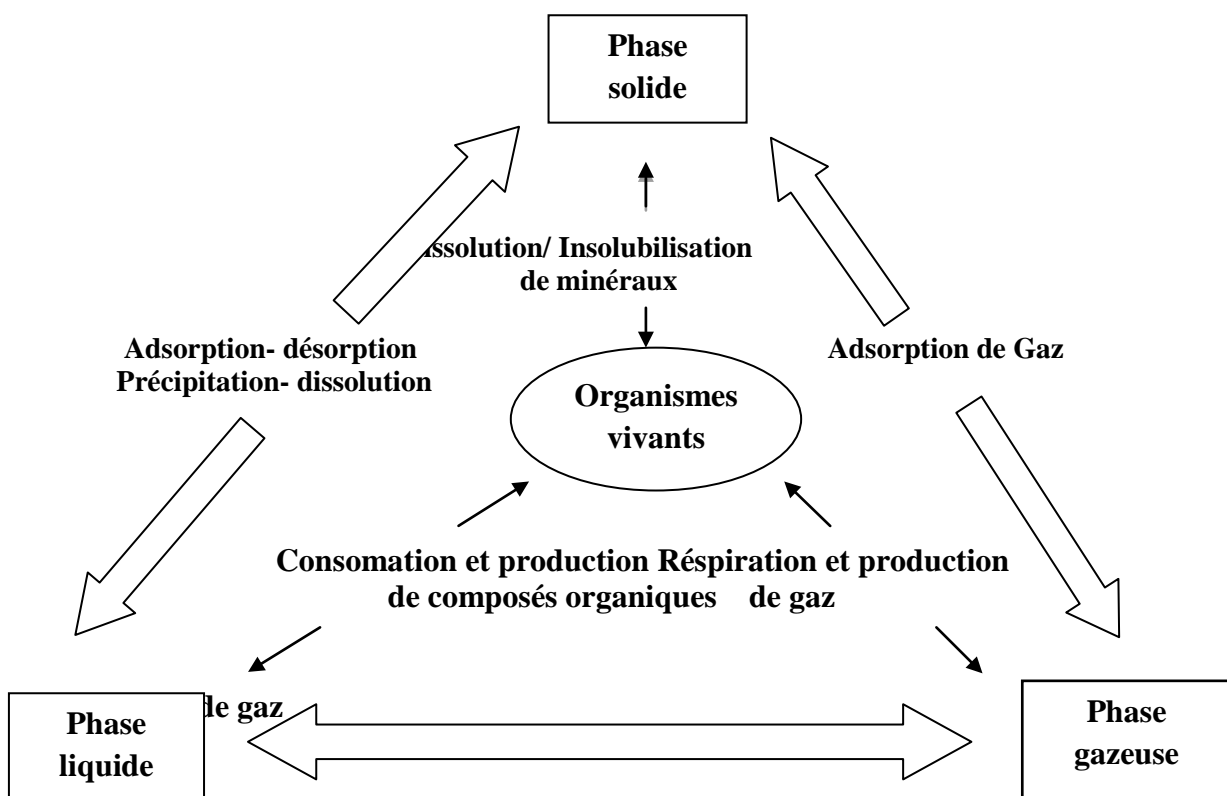 Phase
solide
issolution/ Insolubilisation
de minéraux
Adsorption- désorption
Précipitation- dissolution
Adsorption de Gaz
Organismes
vivants
Consomation et production Réspiration et production
de composés organiques de gaz
de gaz
Phase
liquide
Phase
gazeuse